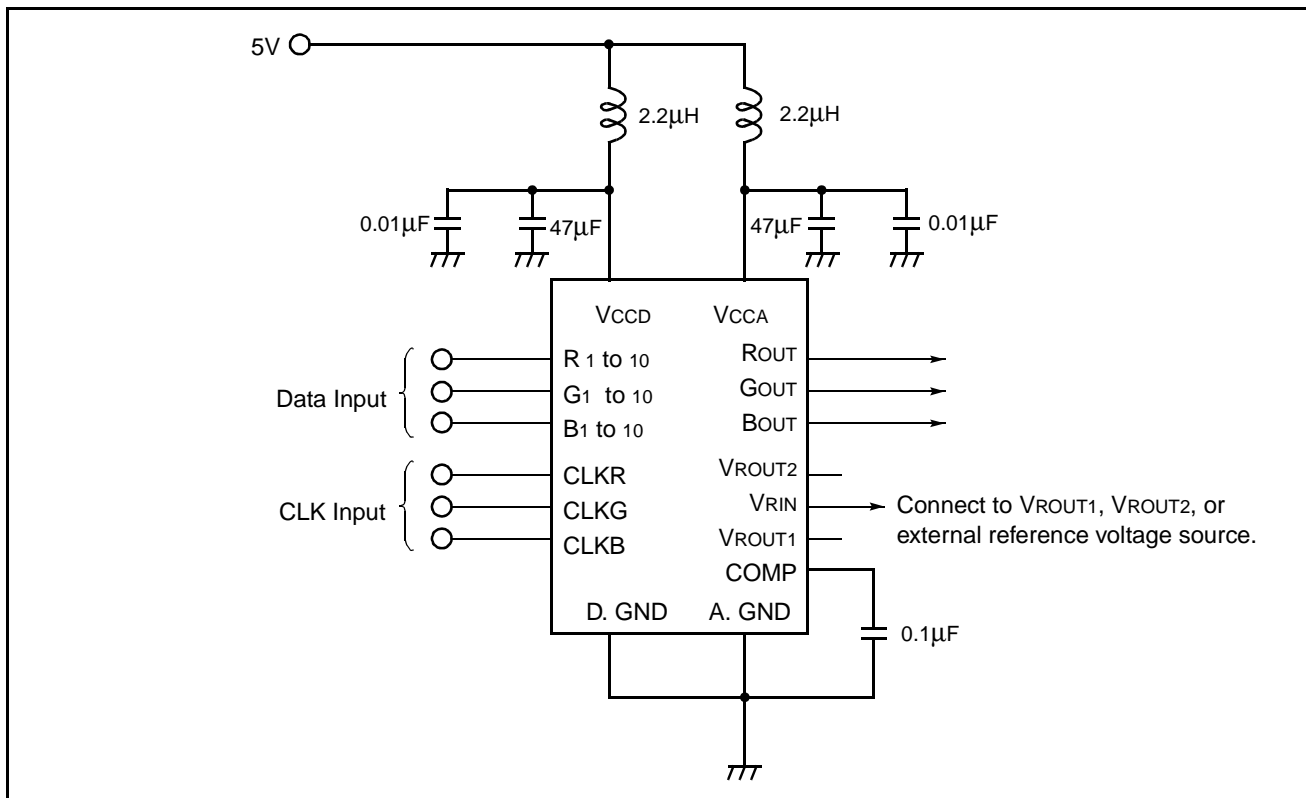 5V
2.2µH 2.2µH
0.01µF 47µF 47µF 0.01µF
VCCD VCCA
Data Input
R 1 to 10
G1 to 10
B1 to 10
CLK Input
CLKR
CLKG
CLKB
ROUT
GOUT
BOUT
VROUT2
VRIN
VROUT1
COMP
Connect to VROUT1, VROUT2, or
external reference voltage source.
D. GND A. GND
0.1µF